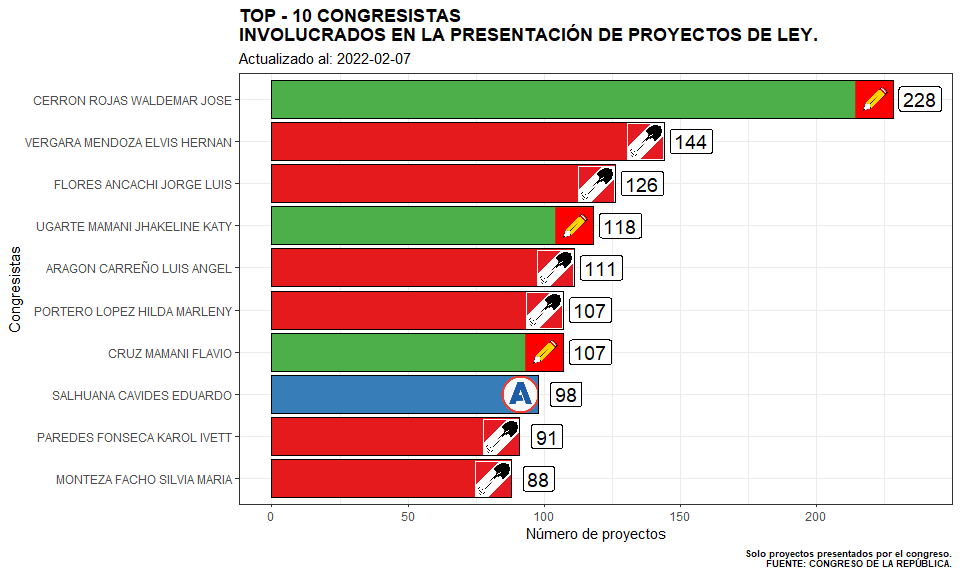 TOP - 10 CONGRESISTAS
INVOLUCRADOS EN LA PRESENTACIÓN DE PROYECTOS DE LEY.
Actualizado al: 2022-02-07
Congresistas
CERRON ROJAS WALDEMAR JOSE 228
VERGARA MENDOZA ELVIS HERNAN 144
FLORES ANCACHI JORGE LUIS 126
UGARTE MAMANI JHAKELINE KATY 118
ARAGON CARREÑO LUIS ANGEL 111
PORTERO LOPEZ HILDA MARLENY 107
CRUZ MAMANI FLAVIO 107
SALHUANA CAVIDES EDUARDO A 98
PAREDES FONSECA KAROL IVETT 91
MONTEZA FACHO SILVIA MARIA 88
0 50 100 150 200
Número de proyectos
Solo proyectos presentados por el congreso.
FUENTE: CONGRESO DE LA REPÚBLICA.